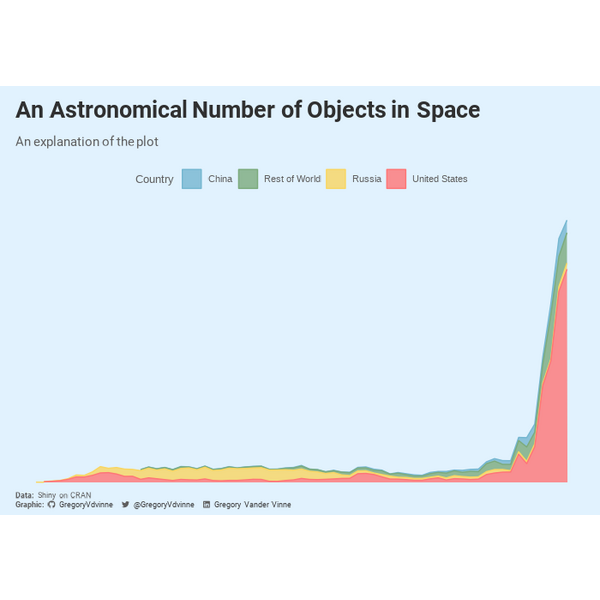 An Astronomical Number of Objects in Space
An explanation of the plot
Country China Rest of World Russia United States
Data: Shiny on CRAN
Graphic: GregoryVdvinne @GregoryVdvinne Gregory Vander Vinne